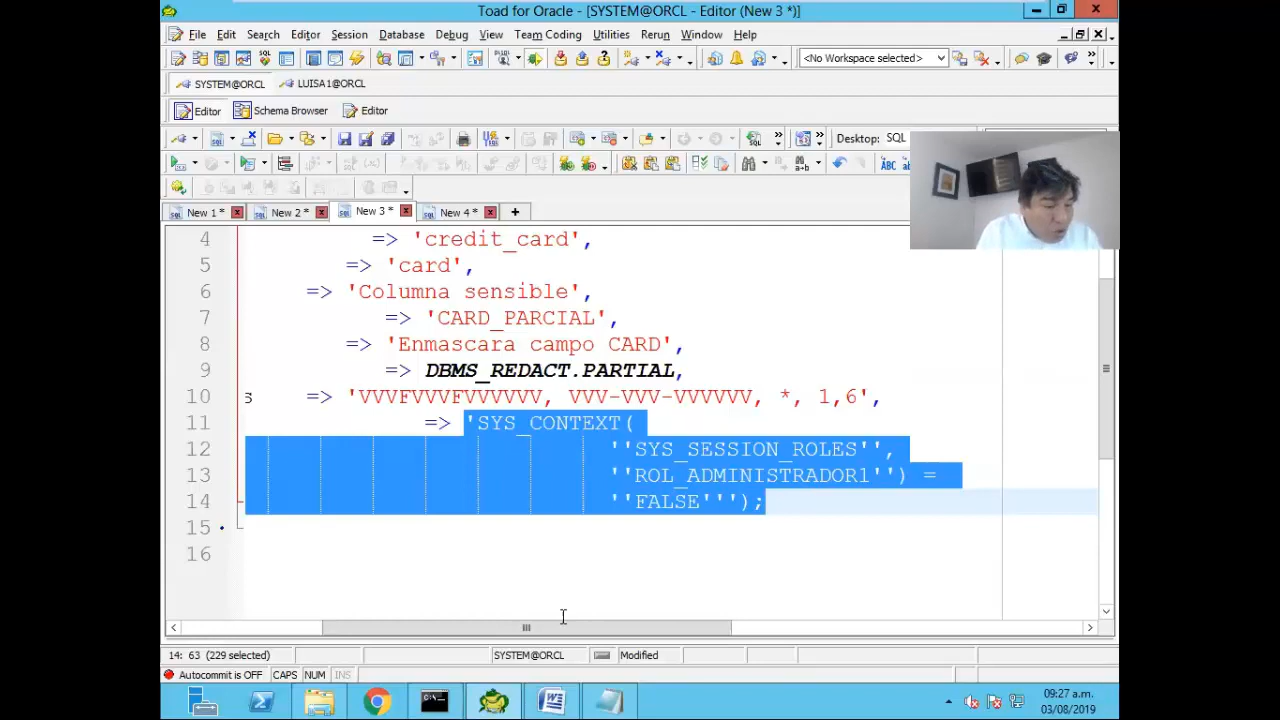 Toad for Oracle - [SYSTEM@ORCL - Editor (New 3 *)]
File Edit Search Editor Session Database Debug View Team Coding Utilities Rerun Window Help
<No Workspace selected>
SYSTEM@ORCL LUISA1@ORCL
Editor Schema Browser Editor
Desktop: SQL
New 1 * New 2 * New 3 * New 4 *
4 => 'credit_card',
5 => 'card',
6 => 'Columna sensible',
7 => 'CARD_PARCIAL',
8 => 'Enmascara campo CARD',
9 => DBMS_REDACT.PARTIAL,
10 s => 'VVVFVVVFVVVVVV, VVV-VVV-VVVVVV, *, 1,6',
11 => 'SYS_CONTEXT(
12 ''SYS_SESSION_ROLES'',
13 ''ROL_ADMINISTRADOR1'') =
14 ''FALSE''');
15
16
14: 63 (229 selected) SYSTEM@ORCL Modified
Autocommit is OFF CAPS NUM INS
09:27 a.m.
03/08/2019